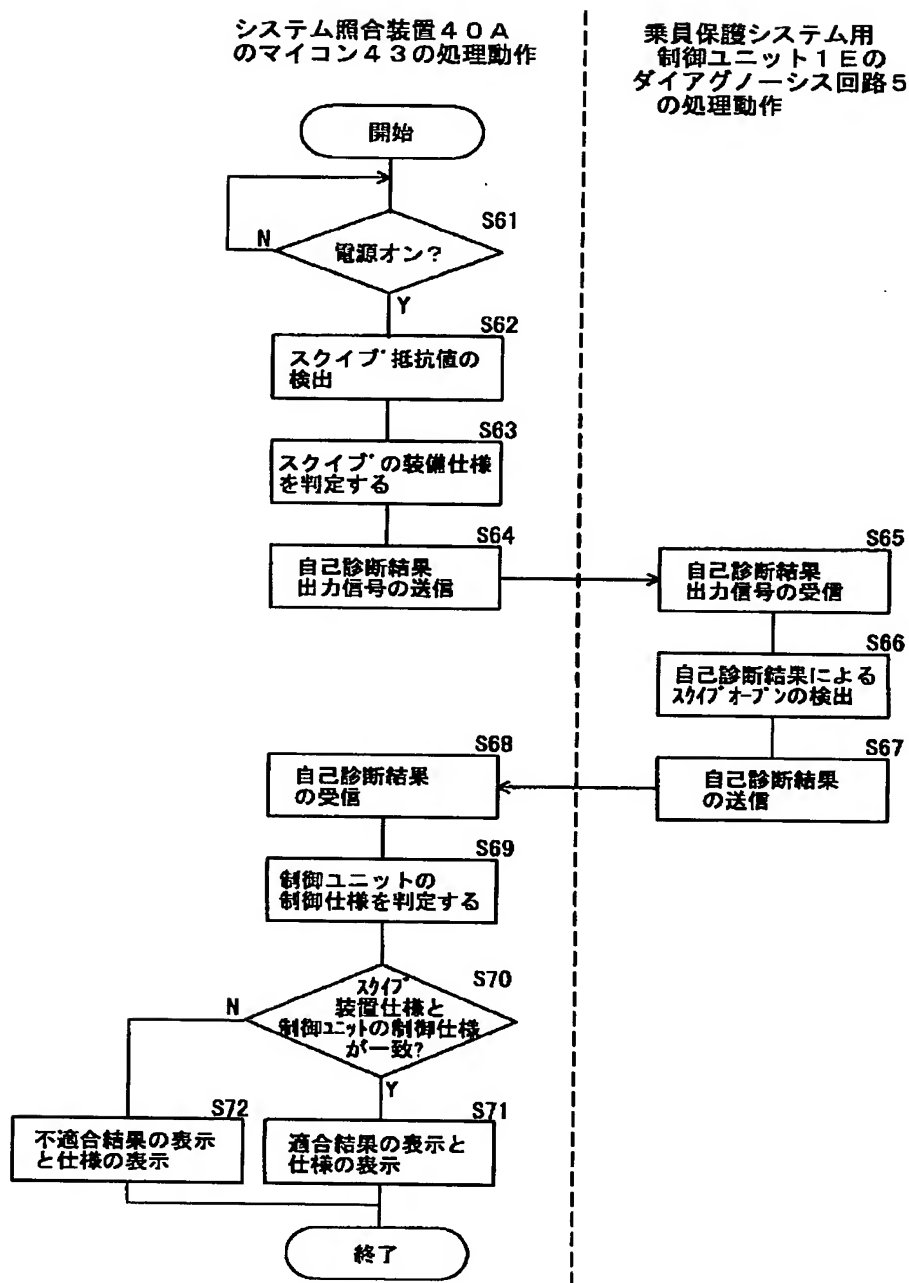 システム照合装置40A
のマイコン43の処理動作
乗員保護システム用
制御ユニット1Eの
ダイアグノーシス回路5
の処理動作
開始
S61
電源オン?
N
Y
S62
スクイブ抵抗値の
検出
S63
スクイブの装備仕様
を判定する
S64
自己診断結果
出力信号の送信
S65
自己診断結果
出力信号の受信
S66
自己診断結果による
スクイブオープンの検出
S67
自己診断結果
の送信
S68
自己診断結果
の受信
S69
制御ユニットの
制御仕様を判定する
S70
スクイブ
装置仕様と
制御ユニットの制御仕様
が一致?
N
Y
S72
不適合結果の表示
と仕様の表示
S71
適合結果の表示と
仕様の表示
終了